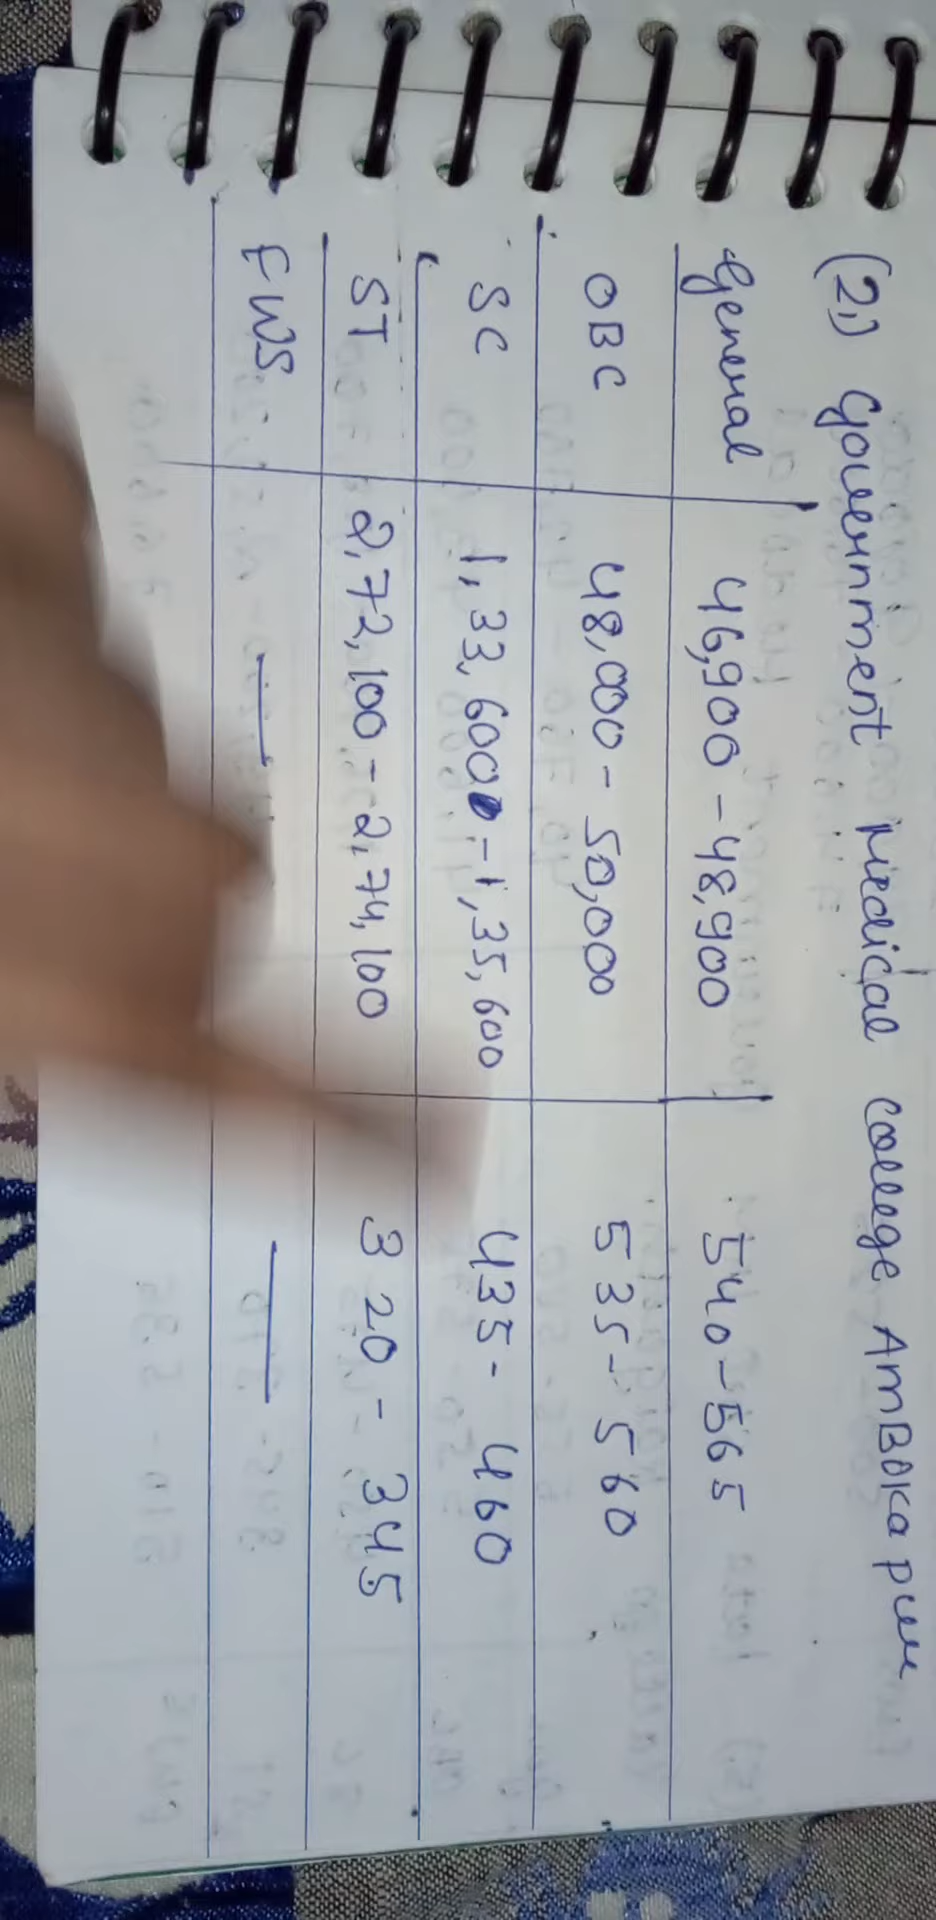 (2.) Government Medical College AMBIKA pur
General 46,900 - 48,900 540-565
OBC 48,000 - 50,000 535- 560
SC 1,33,600 - 1,35,600 435- 460
ST 2,72,100 - 2,74,100 320 - 345
EWS — —